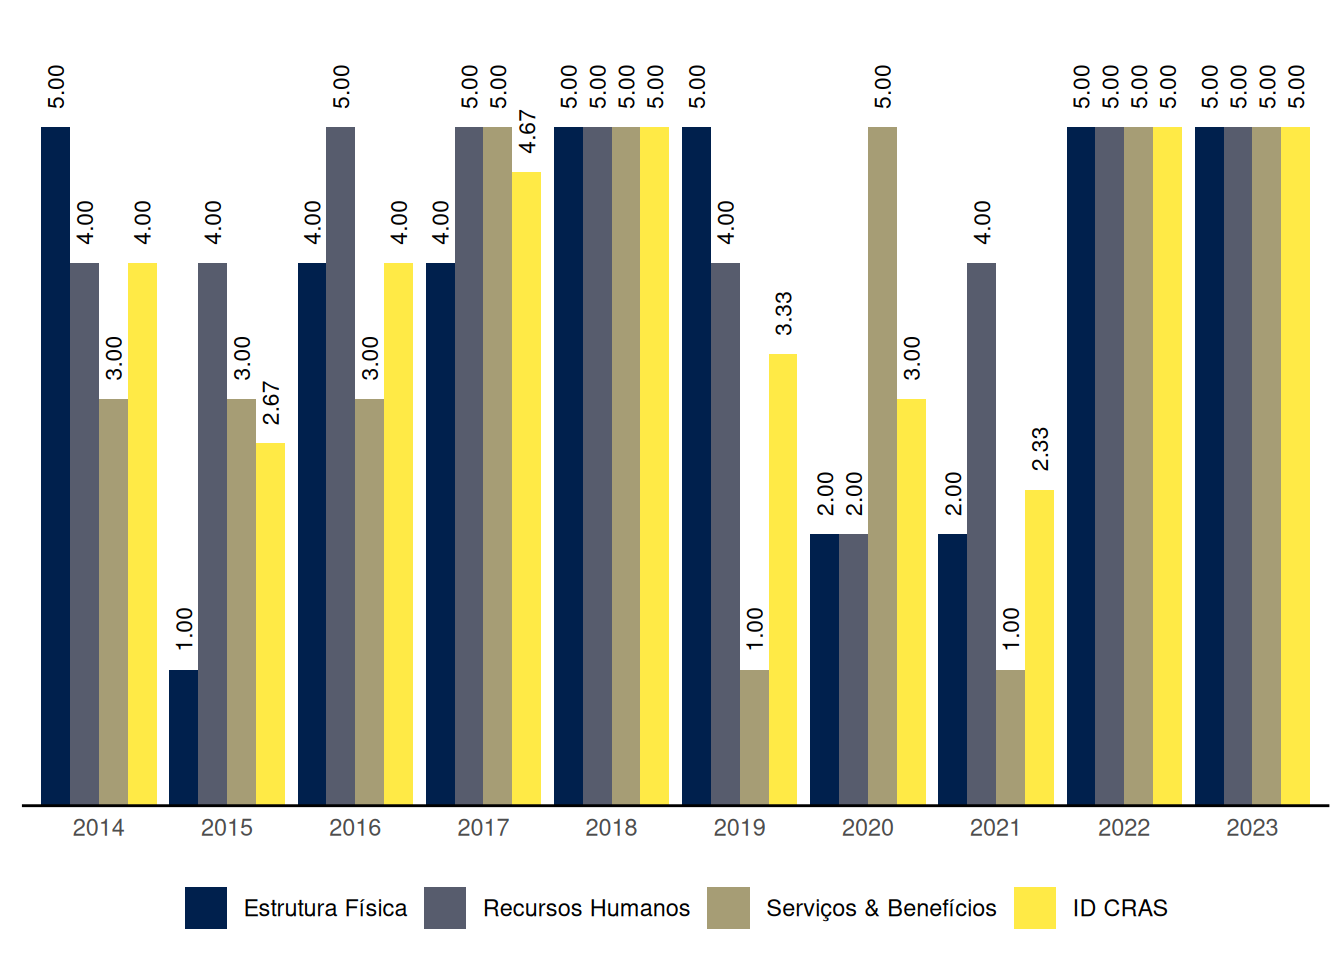 5.00 4.00 3.00 4.00
1.00 4.00 3.00 2.67
4.00 5.00 3.00 4.00
4.00 5.00 5.00 4.67
5.00 5.00 5.00 5.00
5.00 4.00 1.00 3.33
2.00 2.00 5.00 3.00
2.00 4.00 1.00 2.33
5.00 5.00 5.00 5.00
5.00 5.00 5.00 5.00
2014 2015 2016 2017 2018 2019 2020 2021 2022 2023
Estrutura Física Recursos Humanos Serviços & Benefícios ID CRAS